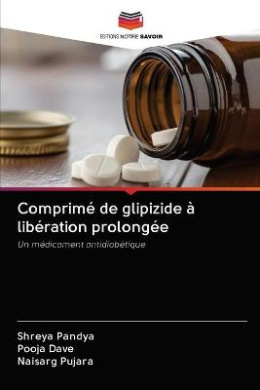 EDITIONS NOTRE SAVOIR
Comprimé de glipizide à
libération prolongée
Un médicament antidiabétique
Shreya Pandya
Pooja Dave
Naisarg Pujara